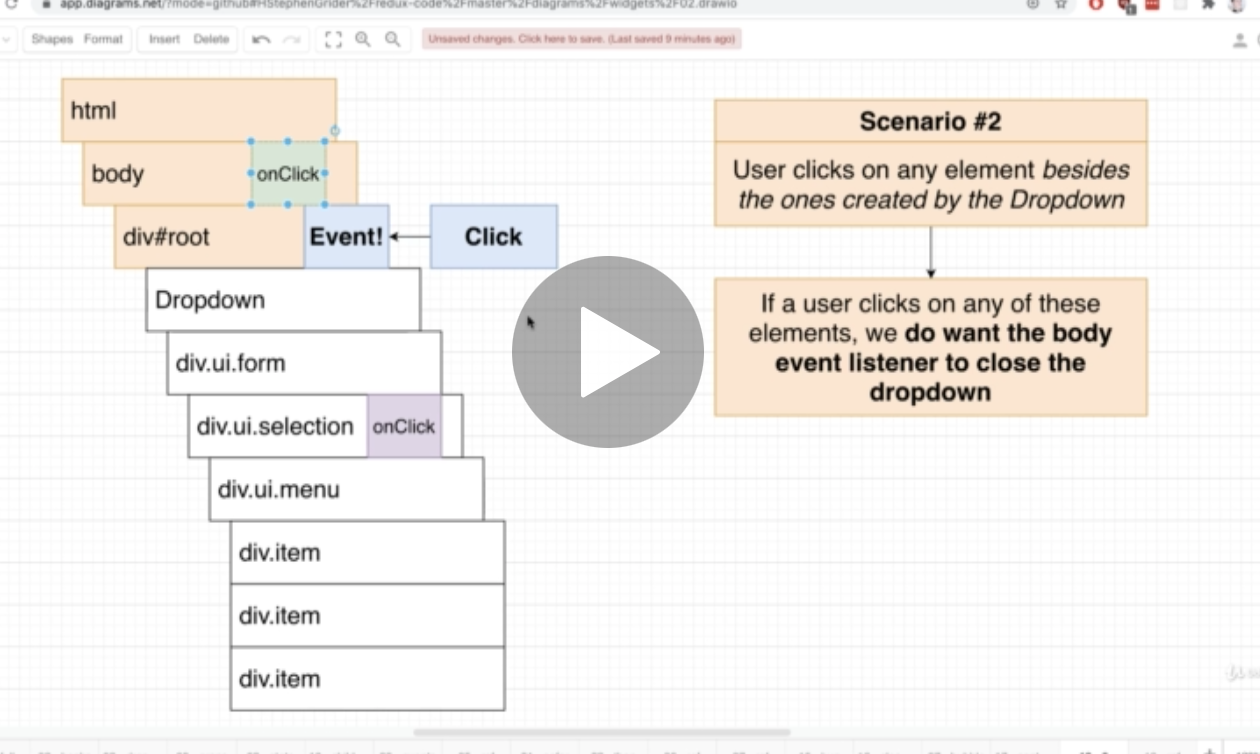 app.diagrams.net/?mode=github#HStephenGrider%2Fredux-code%2Fmaster%2Fdiagrams%2Fwidgets%2F02.drawio
Shapes Format Insert Delete Unsaved changes. Click here to save. (Last saved 9 minutes ago)
html
body onClick
div#root Event! Click
Dropdown
div.ui.form
div.ui.selection onClick
div.ui.menu
div.item
div.item
div.item
Scenario #2
User clicks on any element besides
the ones created by the Dropdown
If a user clicks on any of these
elements, we do want the body
event listener to close the
dropdown